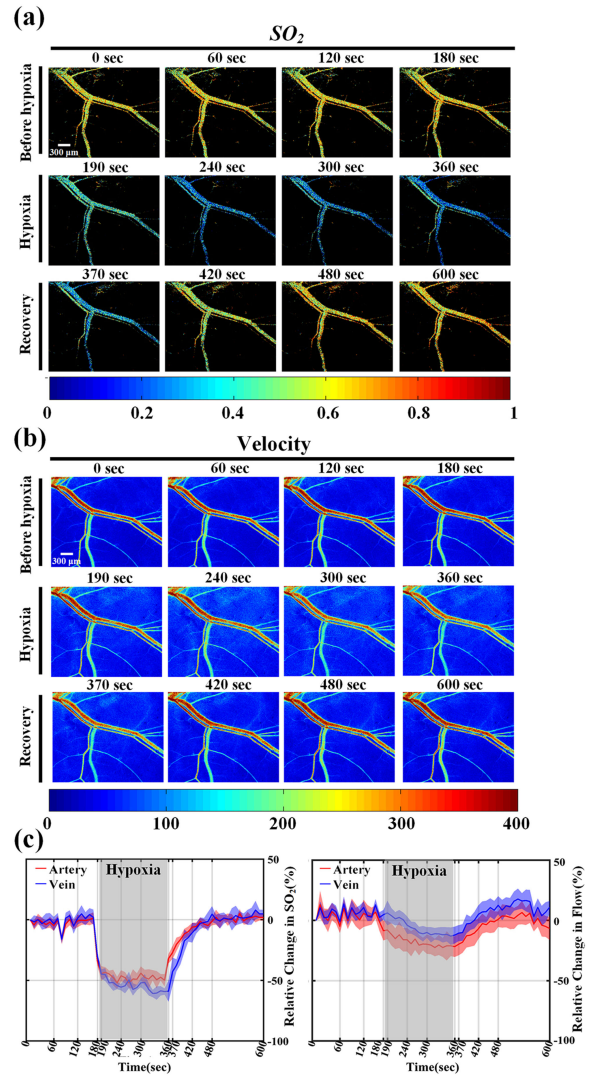 (a)
SO2
0 sec 60 sec 120 sec 180 sec
Before hypoxia
300 μm
190 sec 240 sec 300 sec 360 sec
Hypoxia
370 sec 420 sec 480 sec 600 sec
Recovery
0 0.2 0.4 0.6 0.8 1
(b)
Velocity
0 sec 60 sec 120 sec 180 sec
Before hypoxia
300 μm
190 sec 240 sec 300 sec 360 sec
Hypoxia
370 sec 420 sec 480 sec 600 sec
Recovery
0 100 200 300 400
(c)
Artery
Vein
Hypoxia
50
0
-50
-100
Relative Change in SO2(%)
0 60 120 180 190 240 300 360 370 420 480 600
Time(sec)
Artery
Vein
Hypoxia
50
0
-50
-100
Relative Change in Flow(%)
0 60 120 180 190 240 300 360 370 420 480 600
Time(sec)